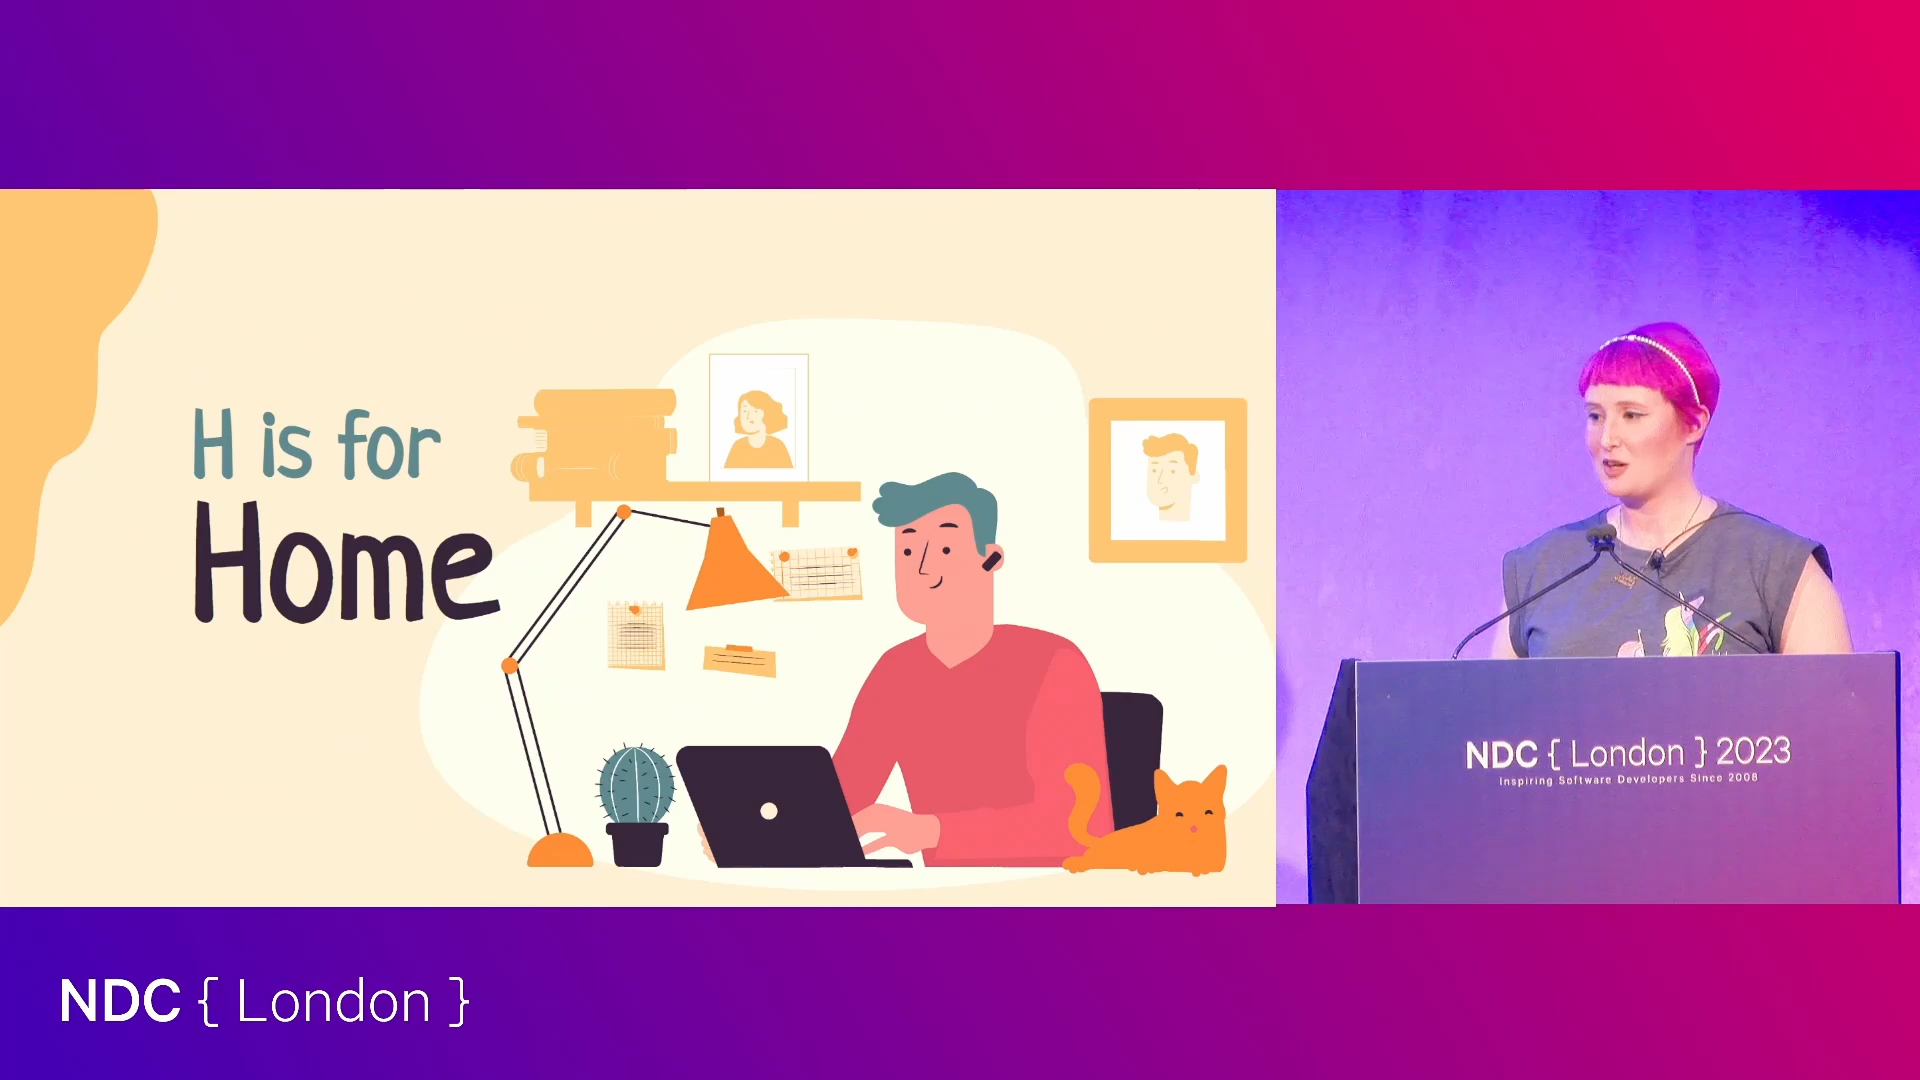 H is for
Home
NDC { London } 2023
Inspiring Software Developers Since 2008
NDC { London }